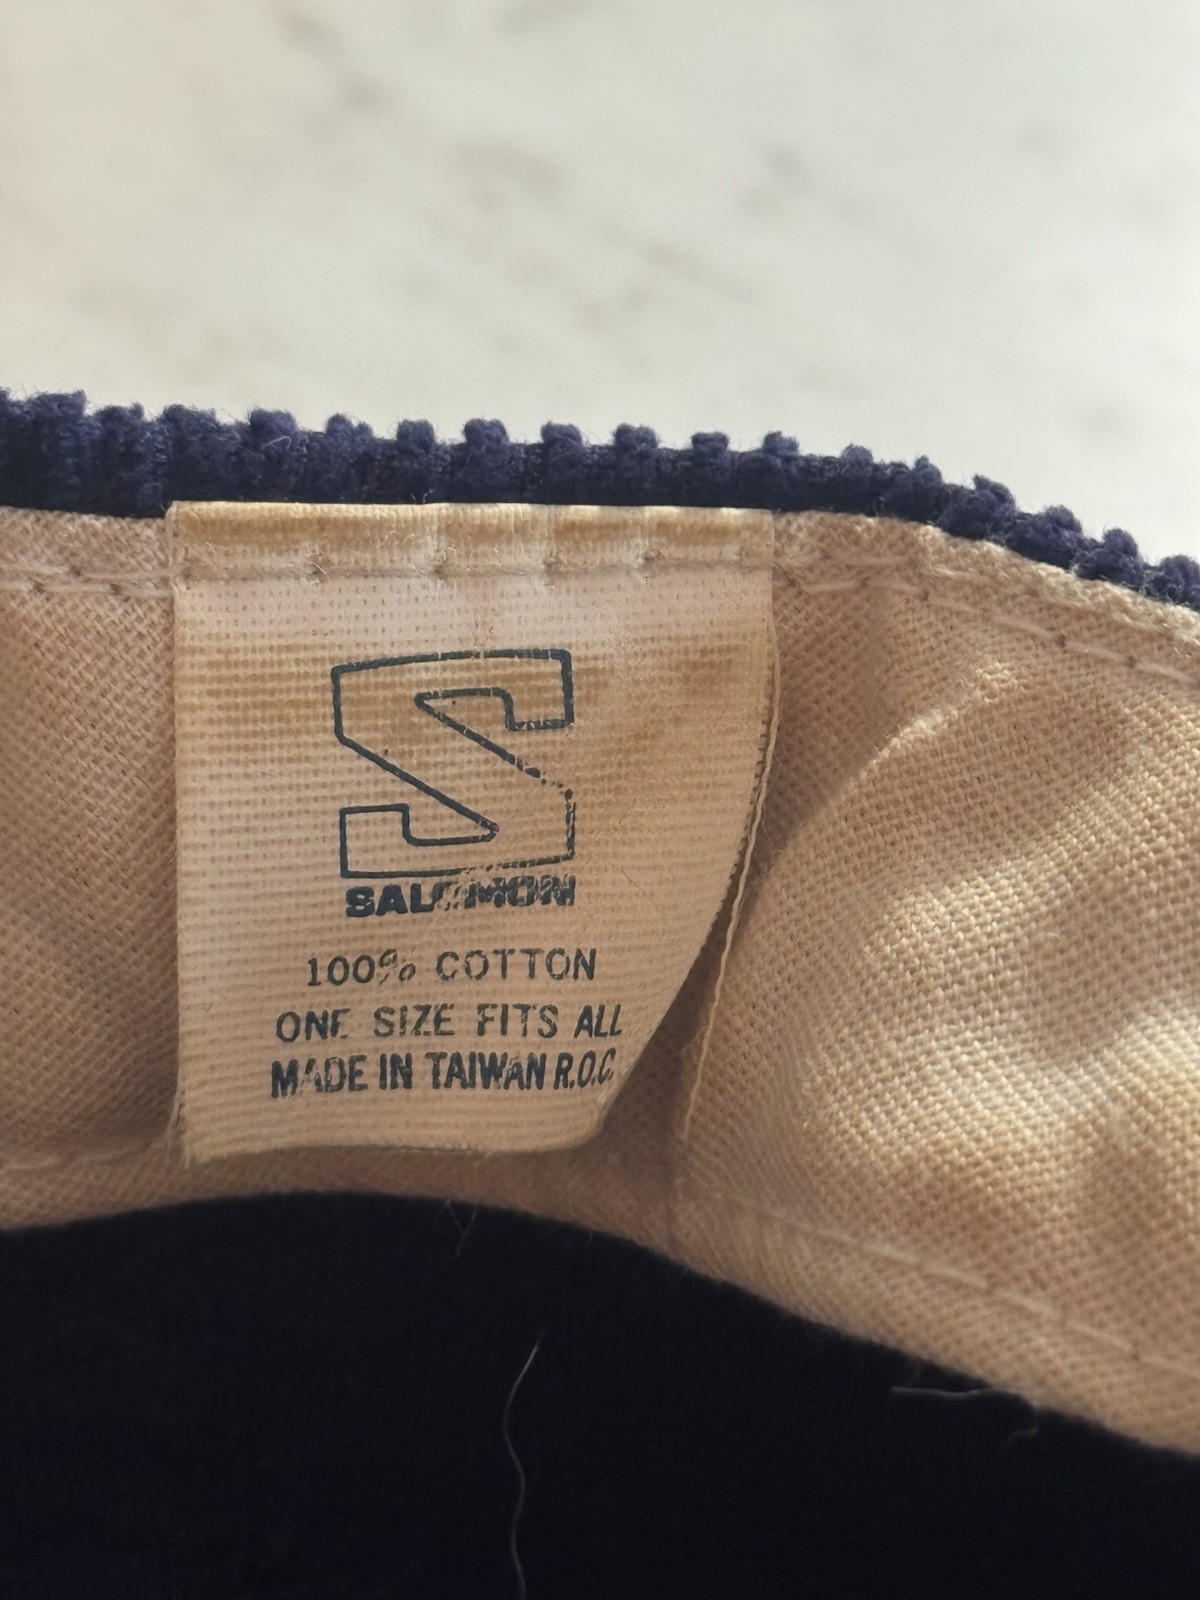 S
SALOMON
100% COTTON
ONE SIZE FITS ALL
MADE IN TAIWAN R.O.C.